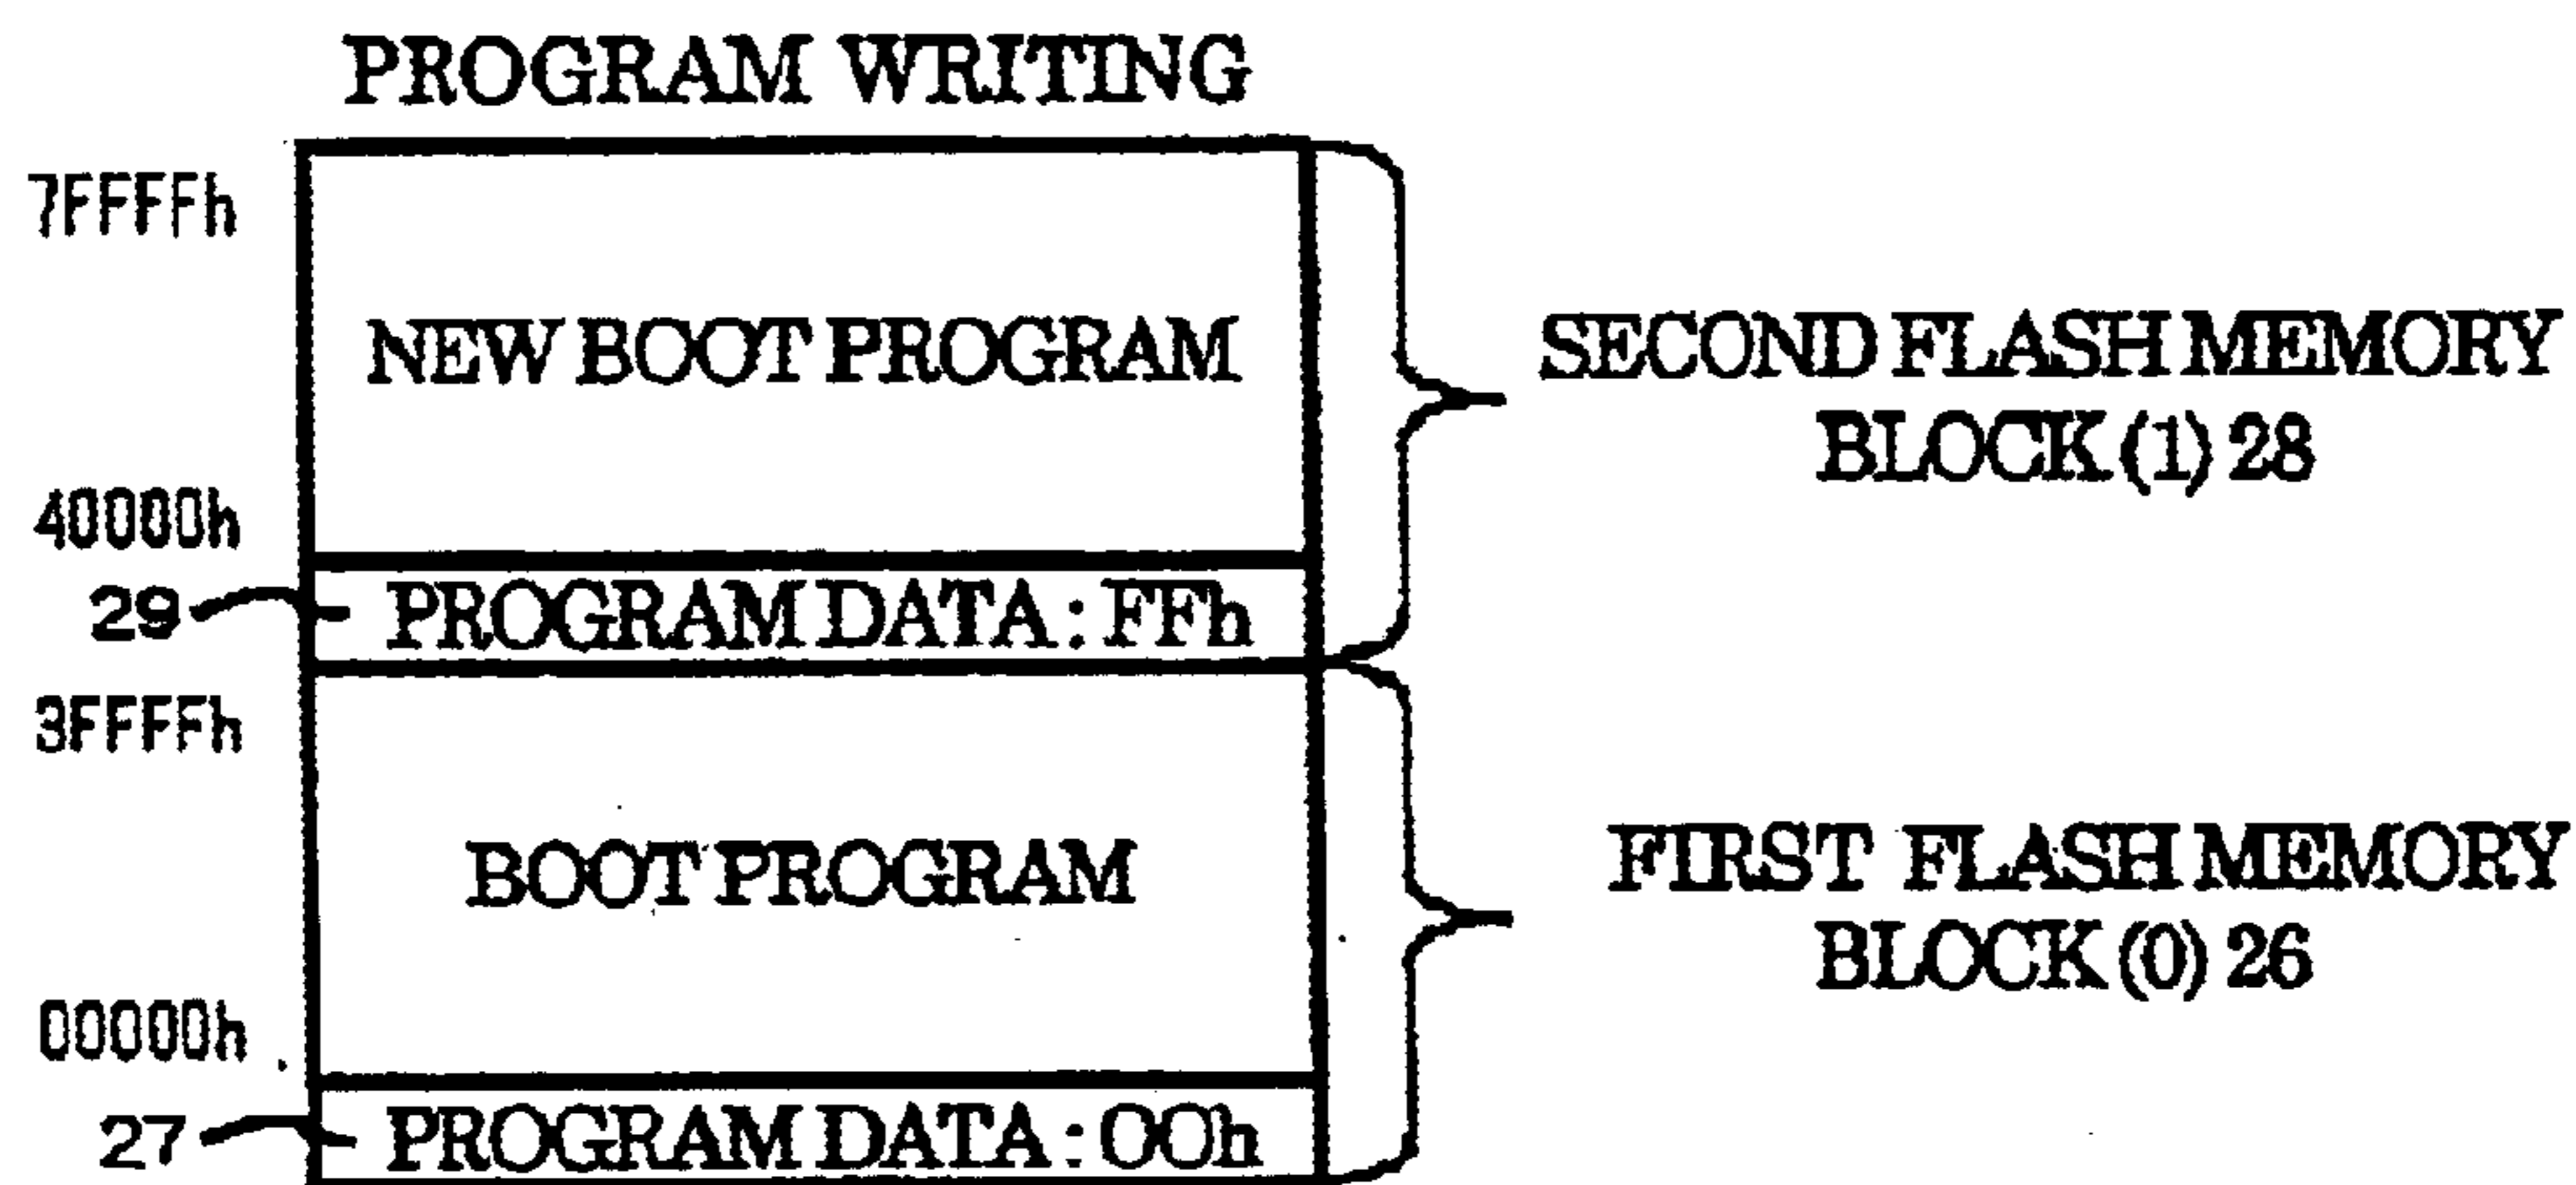 PROGRAM WRITING
7FFFFh
NEW BOOT PROGRAM
SECOND FLASH MEMORY
BLOCK (1) 28
40000h
29
PROGRAM DATA : FFh
3FFFFh
BOOT PROGRAM
FIRST FLASH MEMORY
BLOCK (0) 26
00000h
27
PROGRAM DATA : 00h